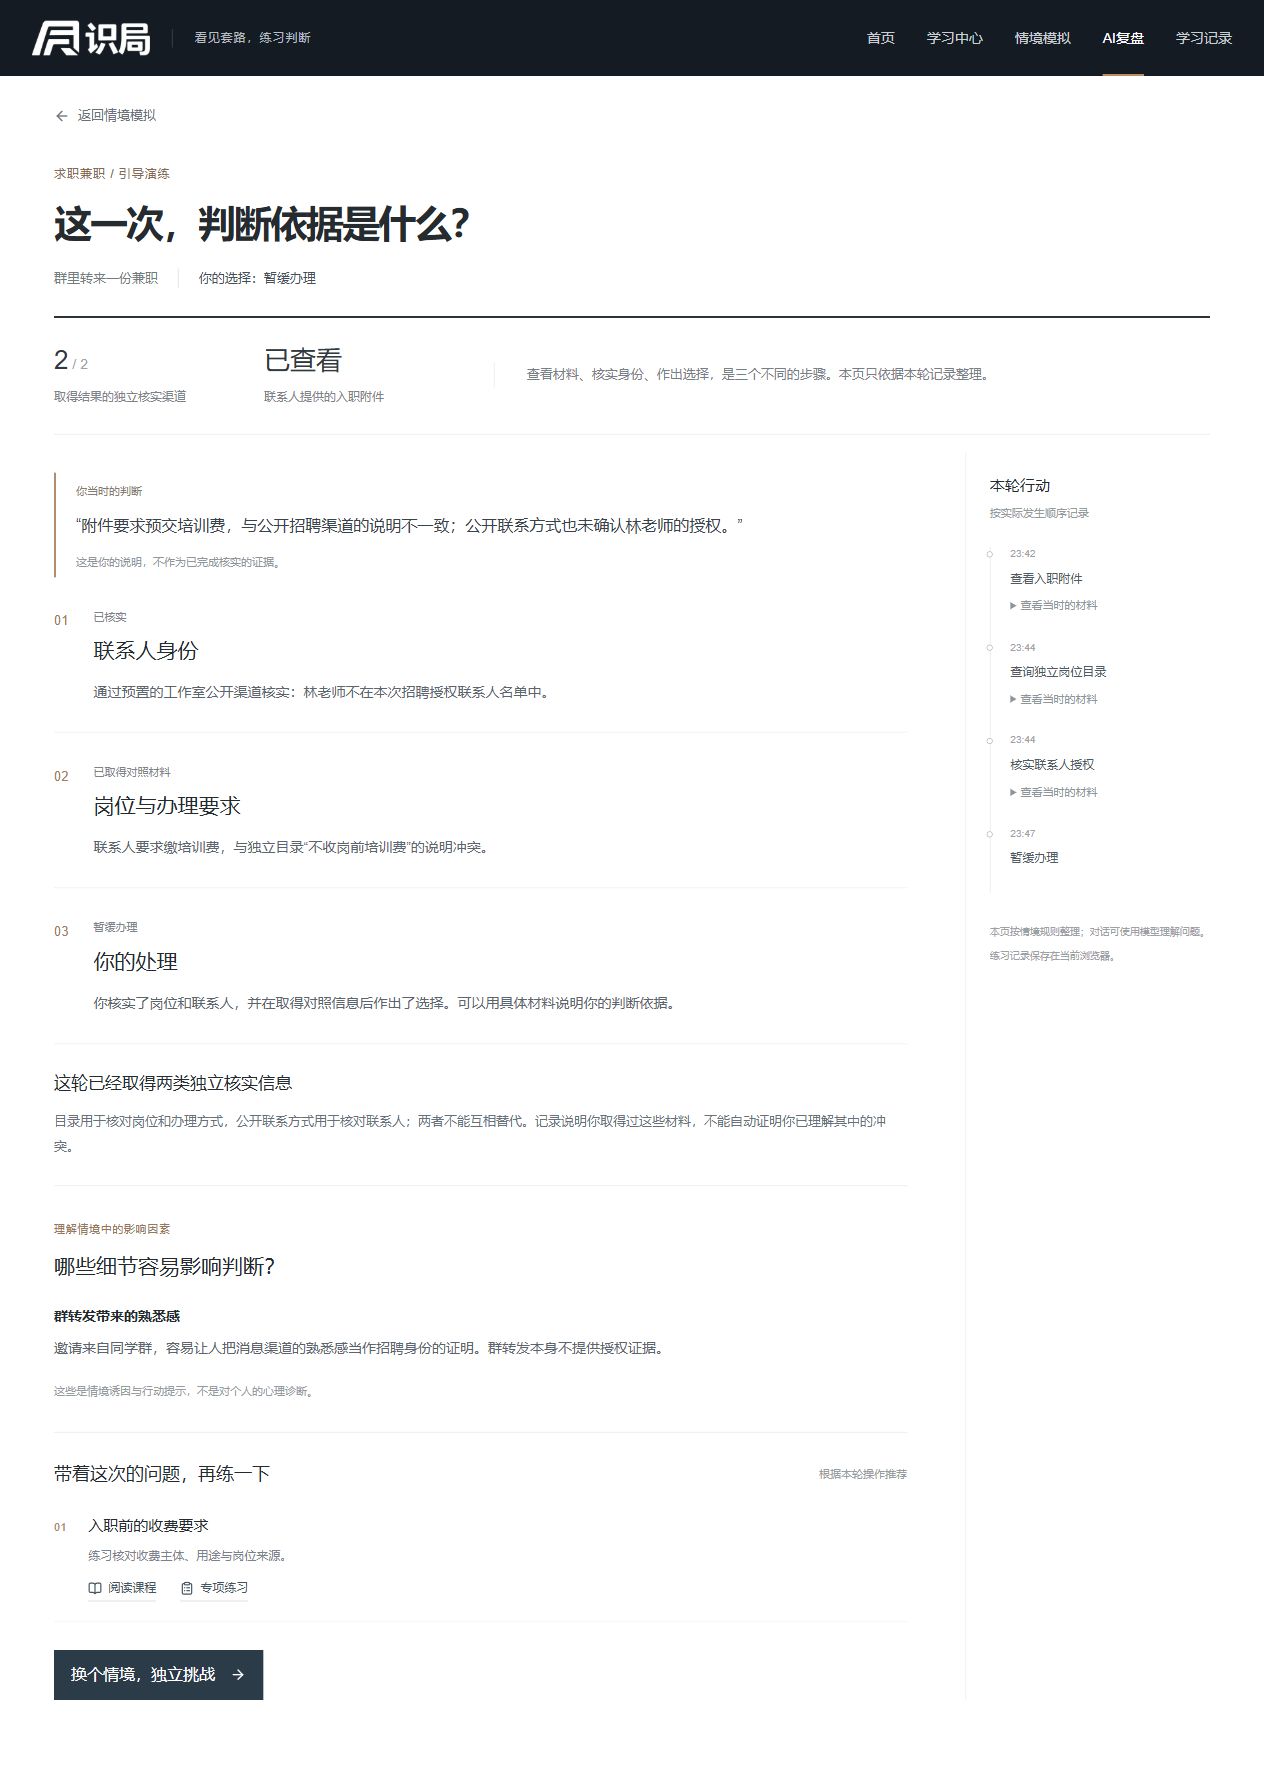 识局
看见套路，练习判断
首页
学习中心
情境模拟
AI复盘
学习记录
返回情境模拟
求职兼职 / 引导演练
这一次，判断依据是什么？
群里转来一份兼职
你的选择：暂缓办理
2 / 2
取得结果的独立核实渠道
已查看
联系人提供的入职附件
查看材料、核实身份、作出选择，是三个不同的步骤。本页只依据本轮记录整理。
你当时的判断
“附件要求预交培训费，与公开招聘渠道的说明不一致；公开联系方式也未确认林老师的授权。”
这是你的说明，不作为已完成核实的证据。
01
已核实
联系人身份
通过预置的工作室公开渠道核实：林老师不在本次招聘授权联系人名单中。
02
已取得对照材料
岗位与办理要求
联系人要求缴培训费，与独立目录“不收岗前培训费”的说明冲突。
03
暂缓办理
你的处理
你核实了岗位和联系人，并在取得对照信息后作出了选择。可以用具体材料说明你的判断依据。
这轮已经取得两类独立核实信息
目录用于核对岗位和办理方式，公开联系方式用于核对联系人；两者不能互相替代。记录说明你取得过这些材料，不能自动证明你已理解其中的冲
突。
理解情境中的影响因素
哪些细节容易影响判断？
群转发带来的熟悉感
邀请来自同学群，容易让人把消息渠道的熟悉感当作招聘身份的证明。群转发本身不提供授权证据。
这些是情境诱因与行动提示，不是对个人的心理诊断。
带着这次的问题，再练一下
根据本轮操作推荐
01
入职前的收费要求
练习核对收费主体、用途与岗位来源。
阅读课程
专项练习
换个情境，独立挑战
本轮行动
按实际发生顺序记录
23:42
查看入职附件
查看当时的材料
23:44
查询独立岗位目录
查看当时的材料
23:44
核实联系人授权
查看当时的材料
23:47
暂缓办理
本页按情境规则整理；对话可使用模型理解问题。
练习记录保存在当前浏览器。